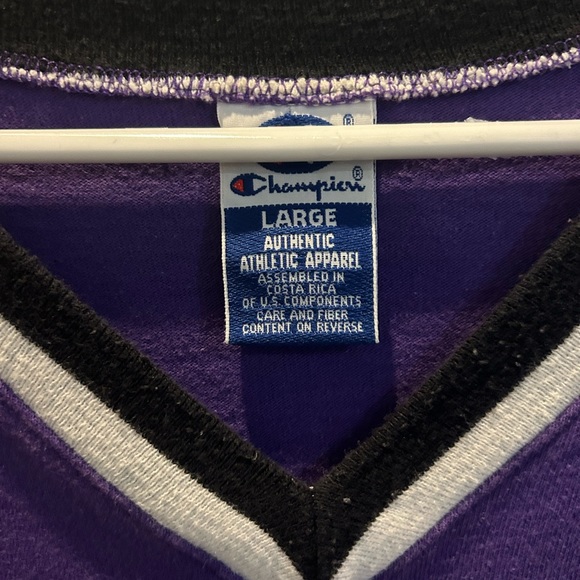 ®
Champion®
LARGE
AUTHENTIC
ATHLETIC APPAREL
ASSEMBLED IN
COSTA RICA
OF U.S. COMPONENTS
CARE AND FIBER
CONTENT ON REVERSE